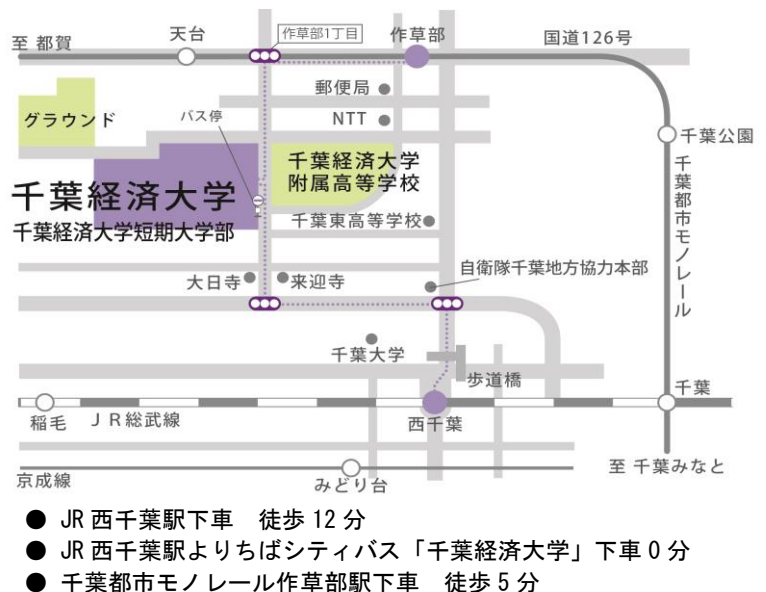 天台
作草部1丁目
作草部
国道126号
至 都賀
郵便局
バス停
グラウンド
NTT
千葉公園
千葉経済大学
附属高等学校
千葉経済大学
千葉経済大学短期大学部
千葉東高等学校
千葉都市モノレール
自衛隊千葉地方協力本部
大日寺
来迎寺
千葉大学
歩道橋
千葉
稲毛
JR総武線
西千葉
至 千葉みなと
京成線
みどり台
● JR西千葉駅下車 徒歩12分
● JR西千葉駅よりちばシティバス「千葉経済大学」下車0分
● 千葉都市モノレール作草部駅下車 徒歩5分